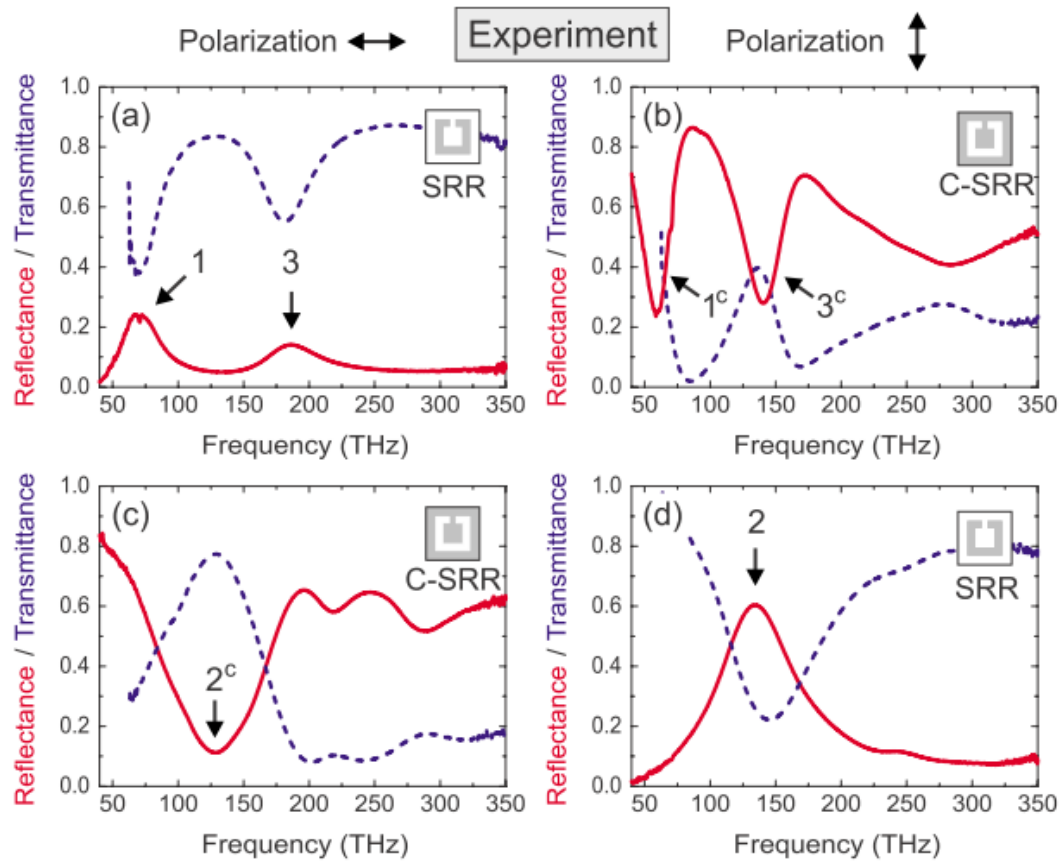 Polarization Experiment Polarization
(a) SRR
1 3
Reflectance / Transmittance
1.0
0.8
0.6
0.4
0.2
0.0
50 100 150 200 250 300 350
Frequency (THz)
(b) C-SRR
1c 3c
Reflectance / Transmittance
1.0
0.8
0.6
0.4
0.2
0.0
50 100 150 200 250 300 350
Frequency (THz)
(c) C-SRR
2c
Reflectance / Transmittance
1.0
0.8
0.6
0.4
0.2
0.0
50 100 150 200 250 300 350
Frequency (THz)
(d) SRR
2
Reflectance / Transmittance
1.0
0.8
0.6
0.4
0.2
0.0
50 100 150 200 250 300 350
Frequency (THz)